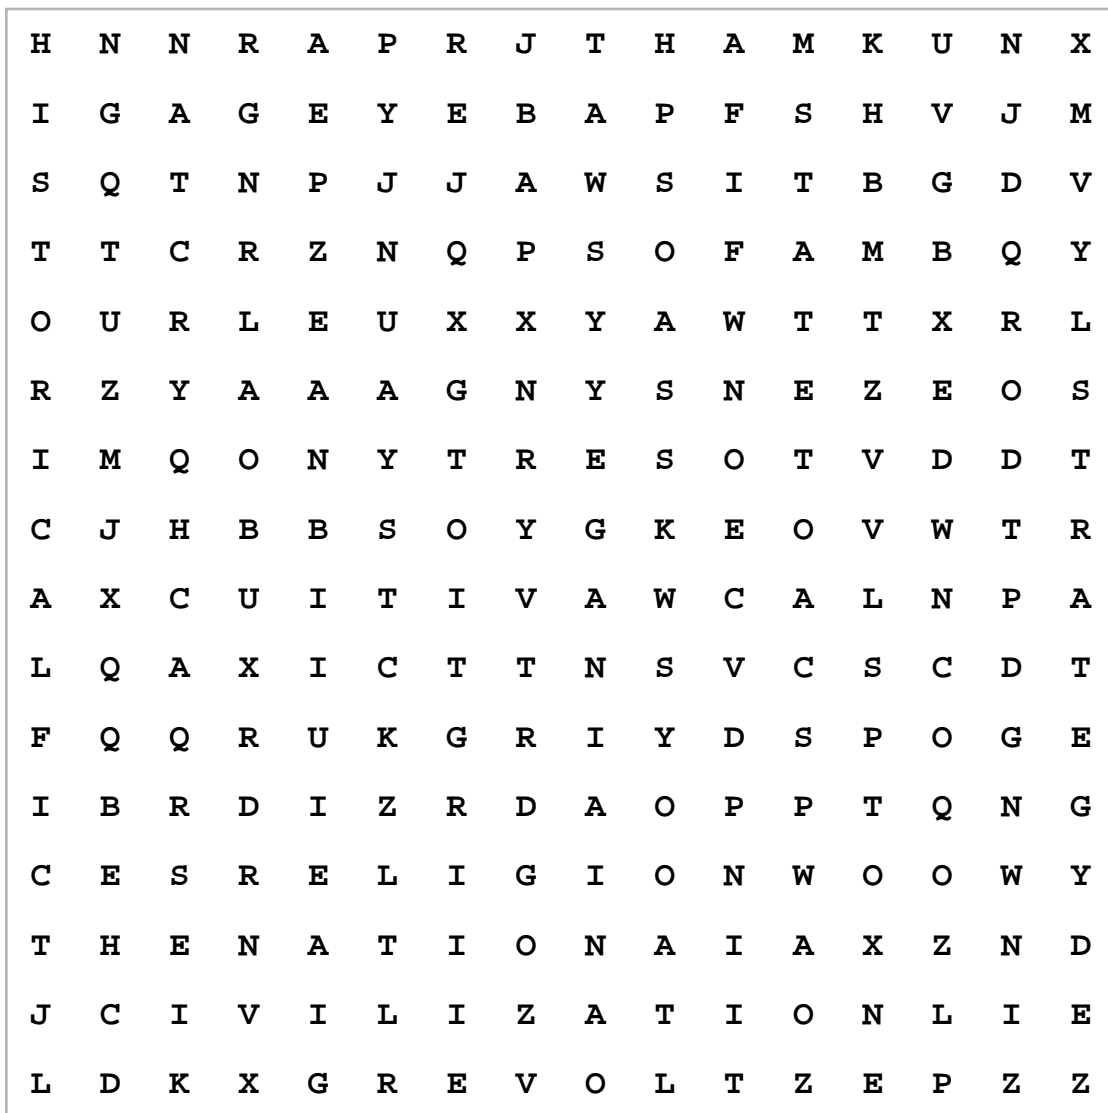 H N N R A P R J T H A M K U N X
I G A G E Y E B A P F S H V J M
S Q T N P J J A W S I T B G D V
T T C R Z N Q P S O F A M B Q Y
O U R L E U X X Y A W T T X R L
R Z Y A A A G N Y S N E Z E O S
I M Q O N Y T R E S O T V D D T
C J H B B S O Y G K E O V W T R
A X C U I T I V A W C A L N P A
L Q A X I C T T N S V C S C D T
F Q Q R U K G R I Y D S P O G E
I B R D I Z R D A O P P T Q N G
C E S R E L I G I O N W O O W Y
T H E N A T I O N A I A X Z N D
J C I V I L I Z A T I O N L I E
L D K X G R E V O L T Z E P Z Z